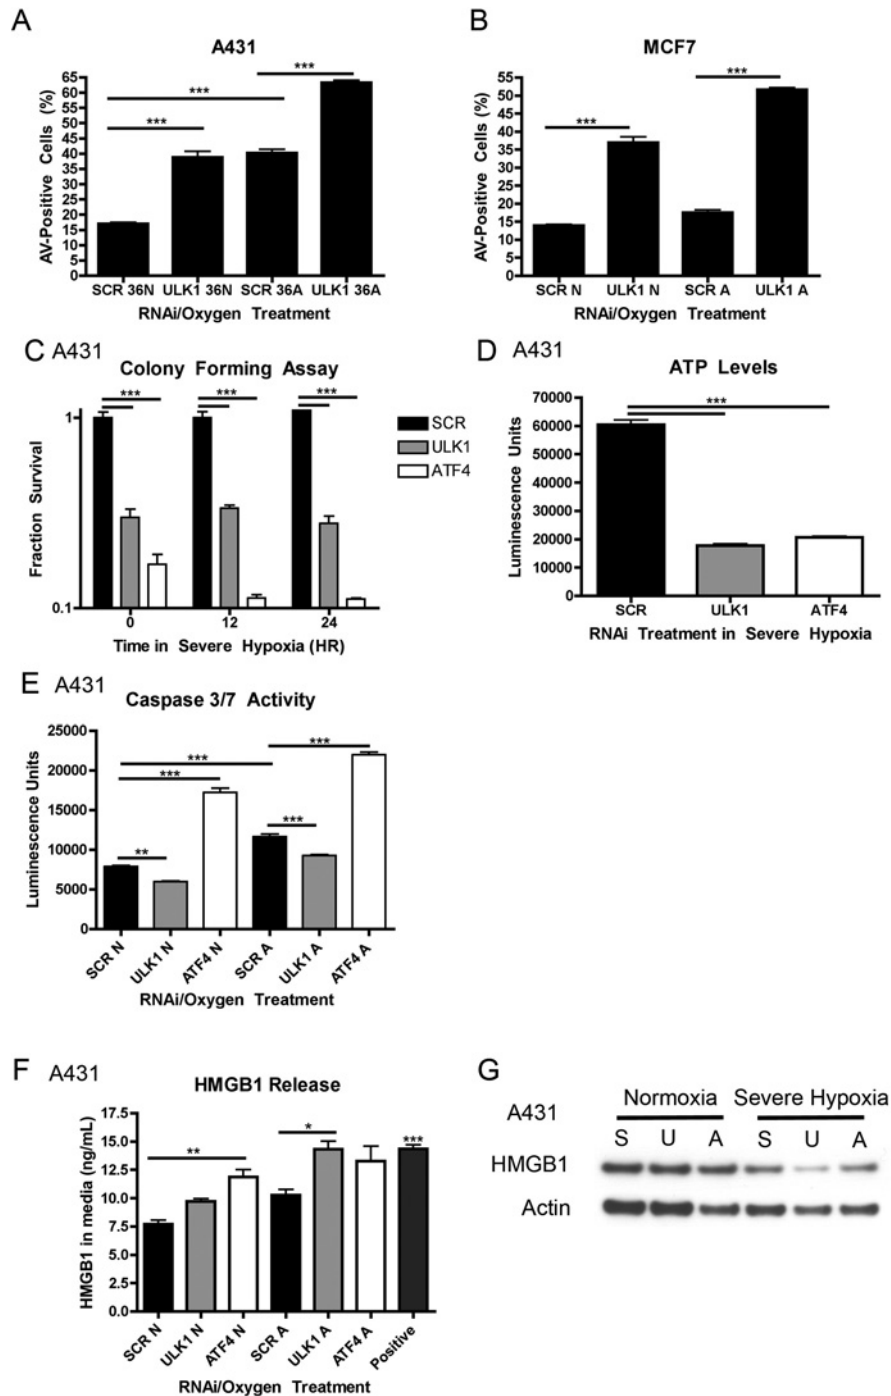 A
A431
***
***
***
AV-Positive Cells (%)
65
60
55
50
45
40
35
30
25
20
15
10
5
0
SCR 36N ULK1 36N SCR 36A ULK1 36A
RNAi/Oxygen Treatment
B
MCF7
***
***
AV-Positive Cells (%)
55
50
45
40
35
30
25
20
15
10
5
0
SCR N ULK1 N SCR A ULK1 A
RNAi/Oxygen Treatment
C A431
Colony Forming Assay
*** *** ***
Fraction Survival
1
0.1
0 12 24
Time in Severe Hypoxia (HR)
SCR
ULK1
ATF4
D A431
ATP Levels
***
Luminescence Units
70000
60000
50000
40000
30000
20000
10000
0
SCR ULK1 ATF4
RNAi Treatment in Severe Hypoxia
E A431
Caspase 3/7 Activity
***
***
***
***
**
Luminescence Units
25000
20000
15000
10000
5000
0
SCR N ULK1 N ATF4 N SCR A ULK1 A ATF4 A
RNAi/Oxygen Treatment
F A431
HMGB1 Release
** * ***
HMGB1 in media (ng/mL)
17.5
15.0
12.5
10.0
7.5
5.0
2.5
0.0
SCR N ULK1 N ATF4 N SCR A ULK1 A ATF4 A Positive
RNAi/Oxygen Treatment
G
Normoxia Severe Hypoxia
A431
S U A S U A
HMGB1
Actin